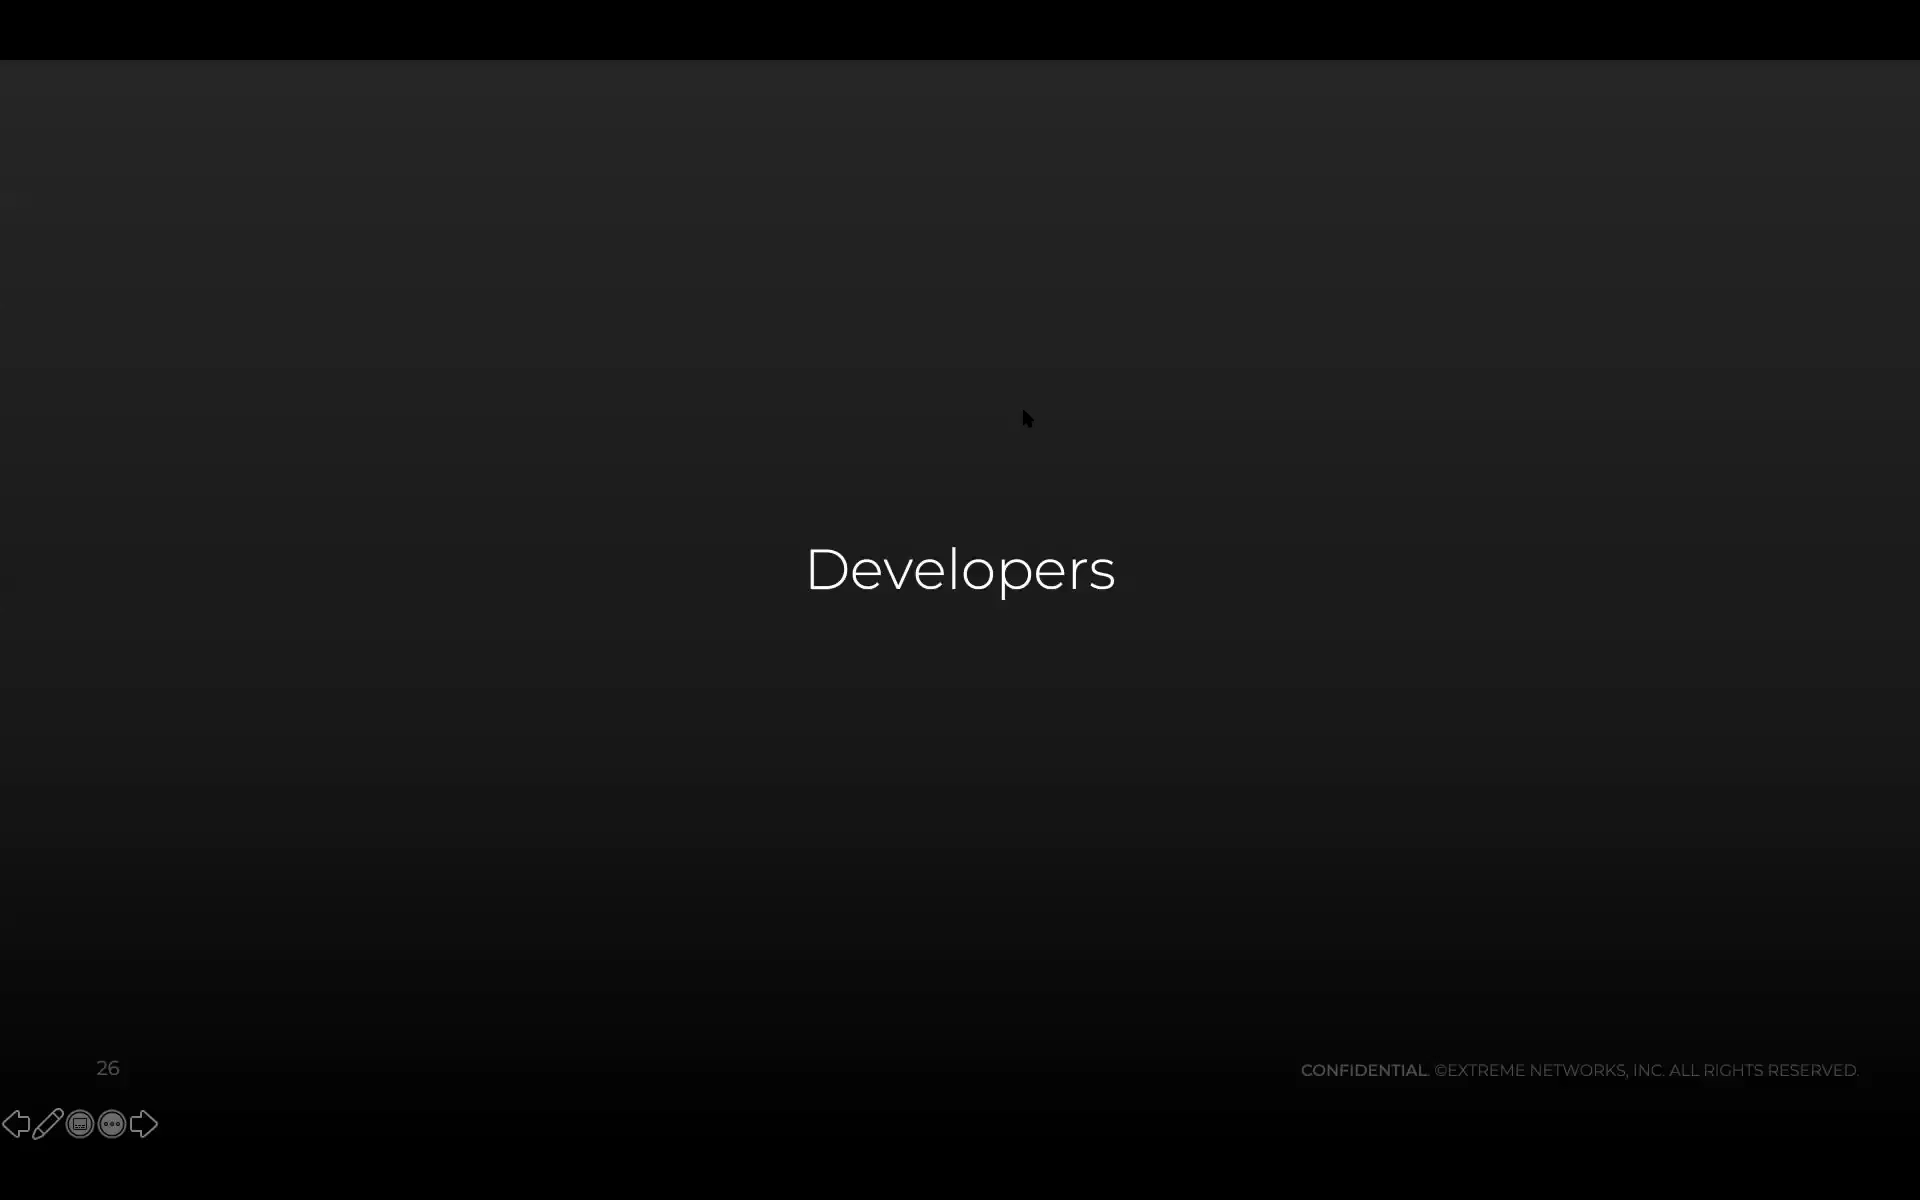 Developers
26
CONFIDENTIAL. ©EXTREME NETWORKS, INC. ALL RIGHTS RESERVED.